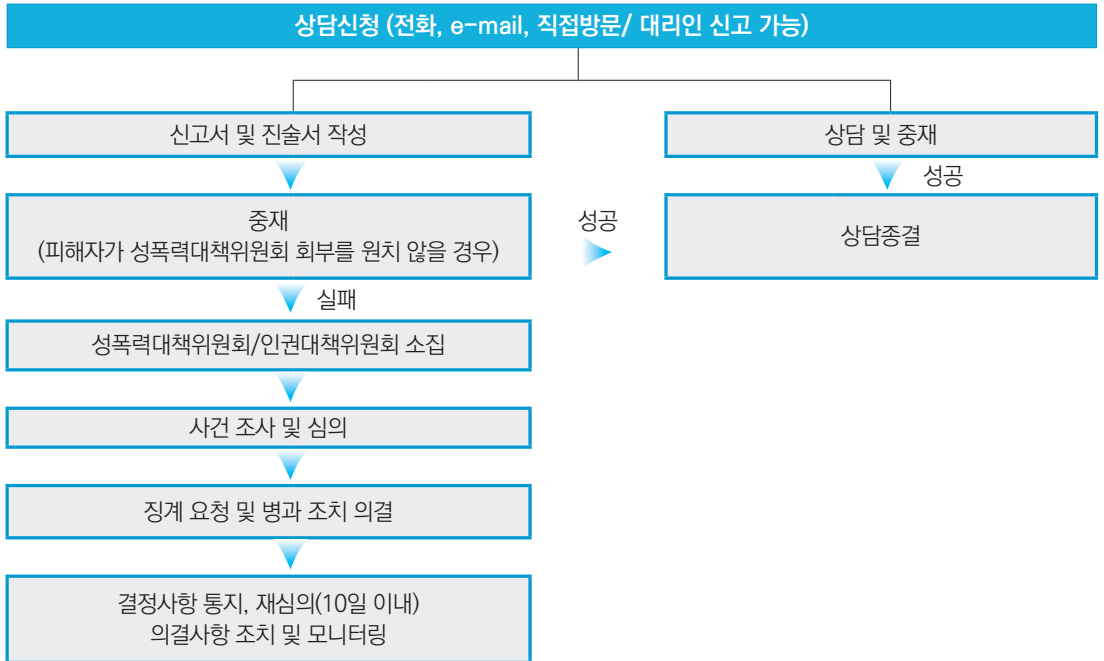 상담신청 (전화, e-mail, 직접방문/ 대리인 신고 가능)
신고서 및 진술서 작성
상담 및 중재
성공
중재
(피해자가 성폭력대책위원회 회부를 원치 않을 경우)
성공
상담종결
실패
성폭력대책위원회/인권대책위원회 소집
사건 조사 및 심의
징계 요청 및 병과 조치 의결
결정사항 통지, 재심의(10일 이내)
의결사항 조치 및 모니터링